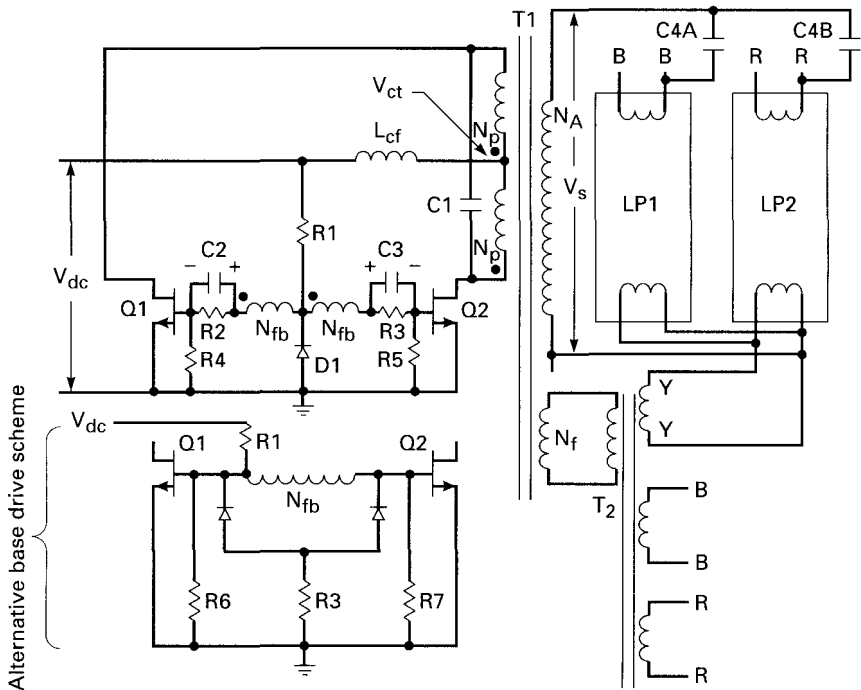 T1
C4A
C4B
B
B
R
R
V_ct
L_cf
N_p
N_A
V_s
LP1
LP2
C1
R1
V_dc
C2
C3
N_p
−
+
+
−
Q1
R2
N_fb
N_fb
R3
Q2
R4
D1
R5
V_dc
R1
Q1
Q2
N_fb
N_f
Y
Y
T_2
B
B
R
R
R6
R3
R7
Alternative base drive scheme